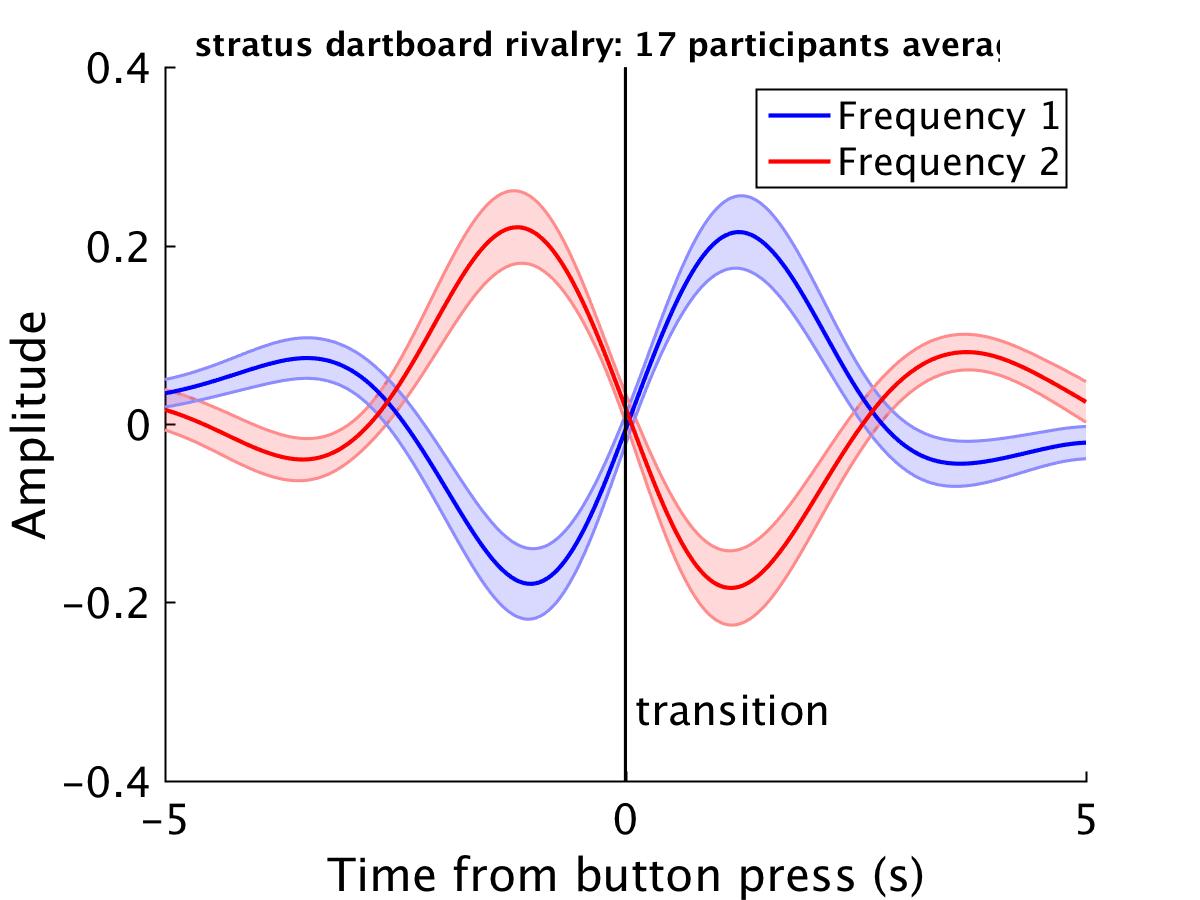 stratus dartboard rivalry: 17 participants
0.4
0.2
0
−0.2
−0.4
Amplitude
Frequency 1
Frequency 2
transition
−5
0
5
Time from button press (s)